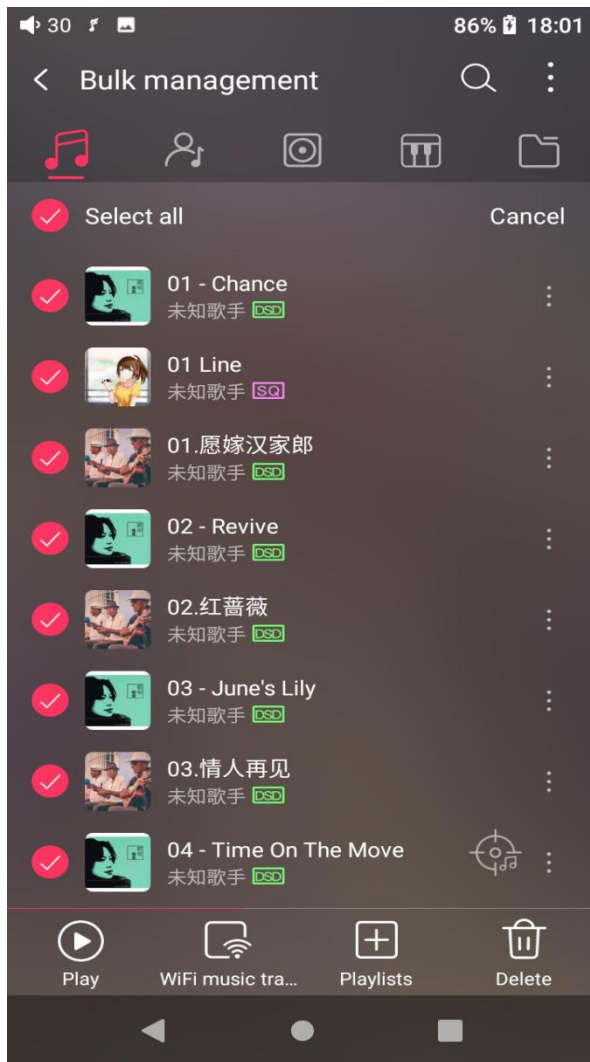 30 86% 18:01
Bulk management
Select all Cancel
01 - Chance
未知歌手 DSD
01 Line
未知歌手 SQ
01.愿嫁汉家郎
未知歌手 DSD
02 - Revive
未知歌手 DSD
02.红蔷薇
未知歌手 DSD
03 - June's Lily
未知歌手 DSD
03.情人再见
未知歌手 DSD
04 - Time On The Move
未知歌手 DSD
Play WiFi music tra... Playlists Delete